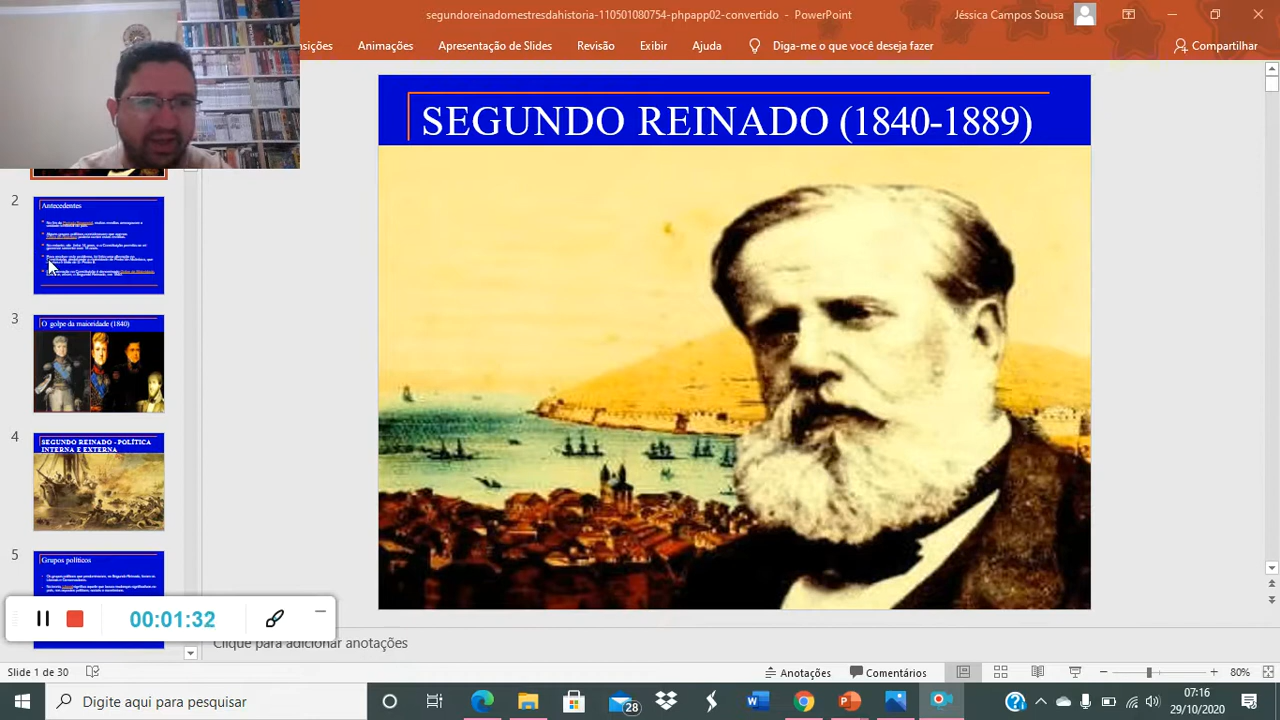 segundoreinadomestresdahistoria-110501080754-phpapp02-convertido - PowerPoint
Jéssica Campos Sousa
sições Animações Apresentação de Slides Revisão Exibir Ajuda Diga-me o que você deseja fazer Compartilhar
SEGUNDO REINADO (1840-1889)
2
Antecedentes
3
O golpe da maioridade (1840)
4
SEGUNDO REINADO - POLÍTICA
INTERNA E EXTERNA
5
Grupos políticos
00:01:32
Clique para adicionar anotações
Slide 1 de 30
Anotações Comentários 80%
Digite aqui para pesquisar
28
07:16
29/10/2020